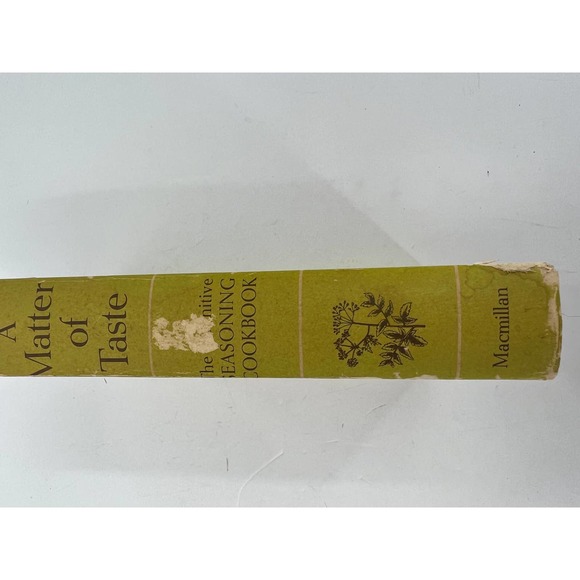 A
Matter
of
Taste
The
SEASONING
COOKBOOK
Macmillan